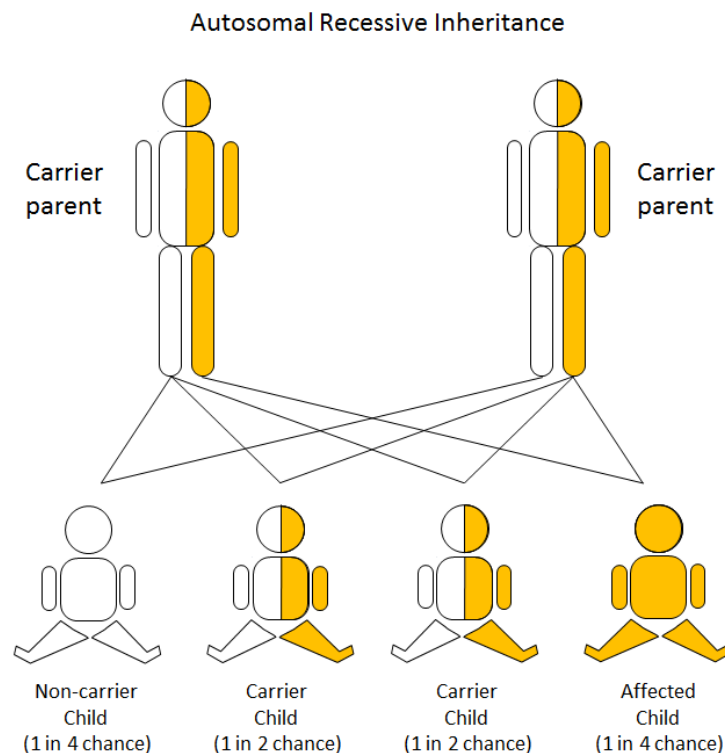 Autosomal Recessive Inheritance
Carrier
parent
Carrier
parent
Non-carrier
Child
(1 in 4 chance)
Carrier
Child
(1 in 2 chance)
Carrier
Child
(1 in 2 chance)
Affected
Child
(1 in 4 chance)